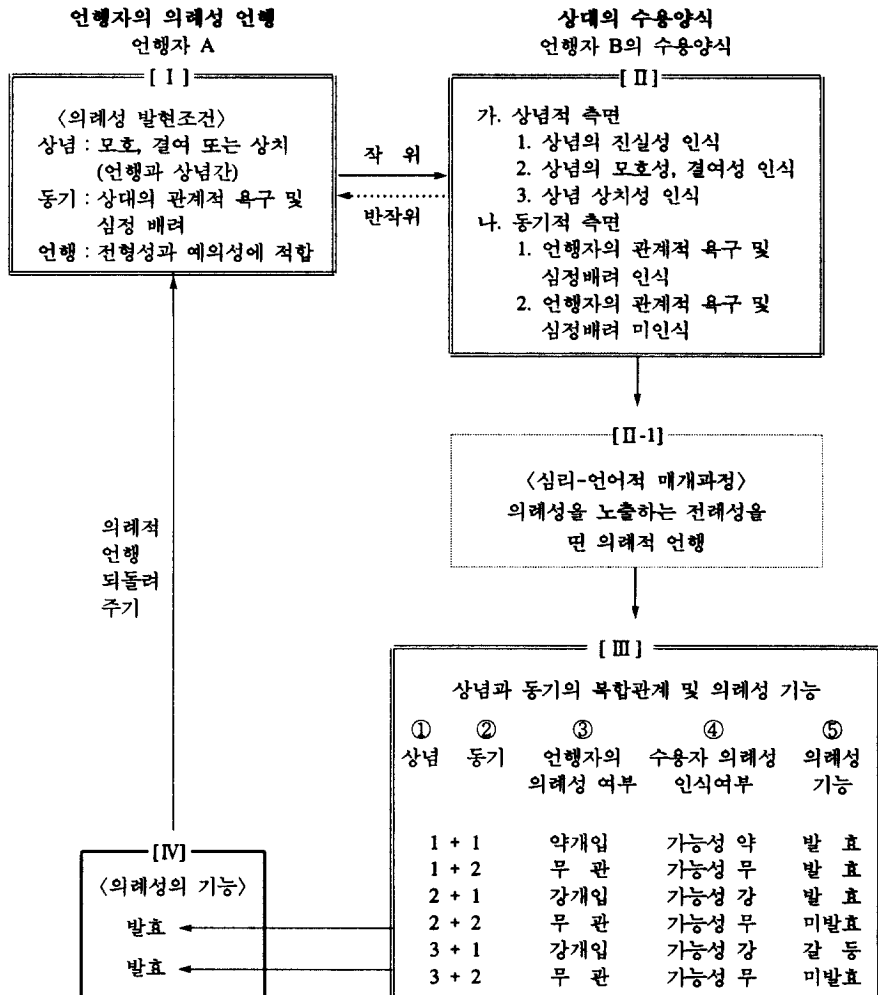 언행자의 의례성 언행
언행자 A
상대의 수용양식
언행자 B의 수용양식
[ Ⅰ ]
〈의례성 발현조건〉
상념 : 모호, 결여 또는 상치
(언행과 상념간)
동기 : 상대의 관계적 욕구 및
심정 배려
언행 : 전형성과 예의성에 적합
작 위
반작위
[ Ⅱ ]
가. 상념적 측면
1. 상념의 진실성 인식
2. 상념의 모호성, 결여성 인식
3. 상념 상치성 인식
나. 동기적 측면
1. 언행자의 관계적 욕구 및
심정배려 인식
2. 언행자의 관계적 욕구 및
심정배려 미인식
[Ⅱ-1]
〈심리-언어적 매개과정〉
의례성을 노출하는 전례성을
띤 의례적 언행
의례적
언행
되돌려
주기
[ Ⅲ ]
상념과 동기의 복합관계 및 의례성 기능
① ② ③ ④ ⑤
상념 동기 언행자의 수용자 의례성 의례성
의례성 여부 인식여부 기능
1 + 1 약개입 가능성 약 발 효
1 + 2 무 관 가능성 무 발 효
2 + 1 강개입 가능성 강 발 효
2 + 2 무 관 가능성 무 미발효
3 + 1 강개입 가능성 강 갈 등
3 + 2 무 관 가능성 무 미발효
[Ⅳ]
〈의례성의 기능〉
발효
발효